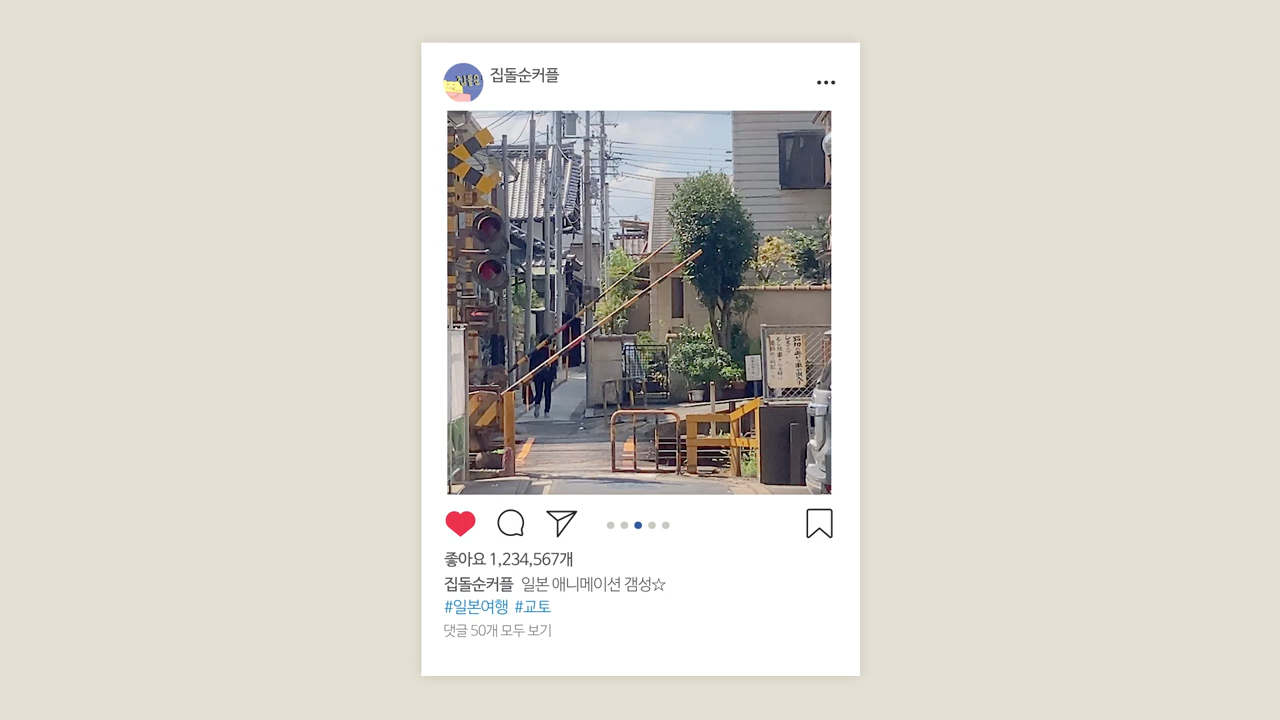 집돌순커플
좋아요 1,234,567개
집돌순커플 일본 애니메이션 갬성☆
#일본여행 #교토
댓글 50개 모두 보기